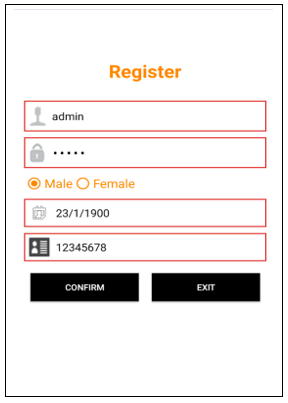 Register
admin
•••••
Male Female
23/1/1900
12345678
CONFIRM EXIT